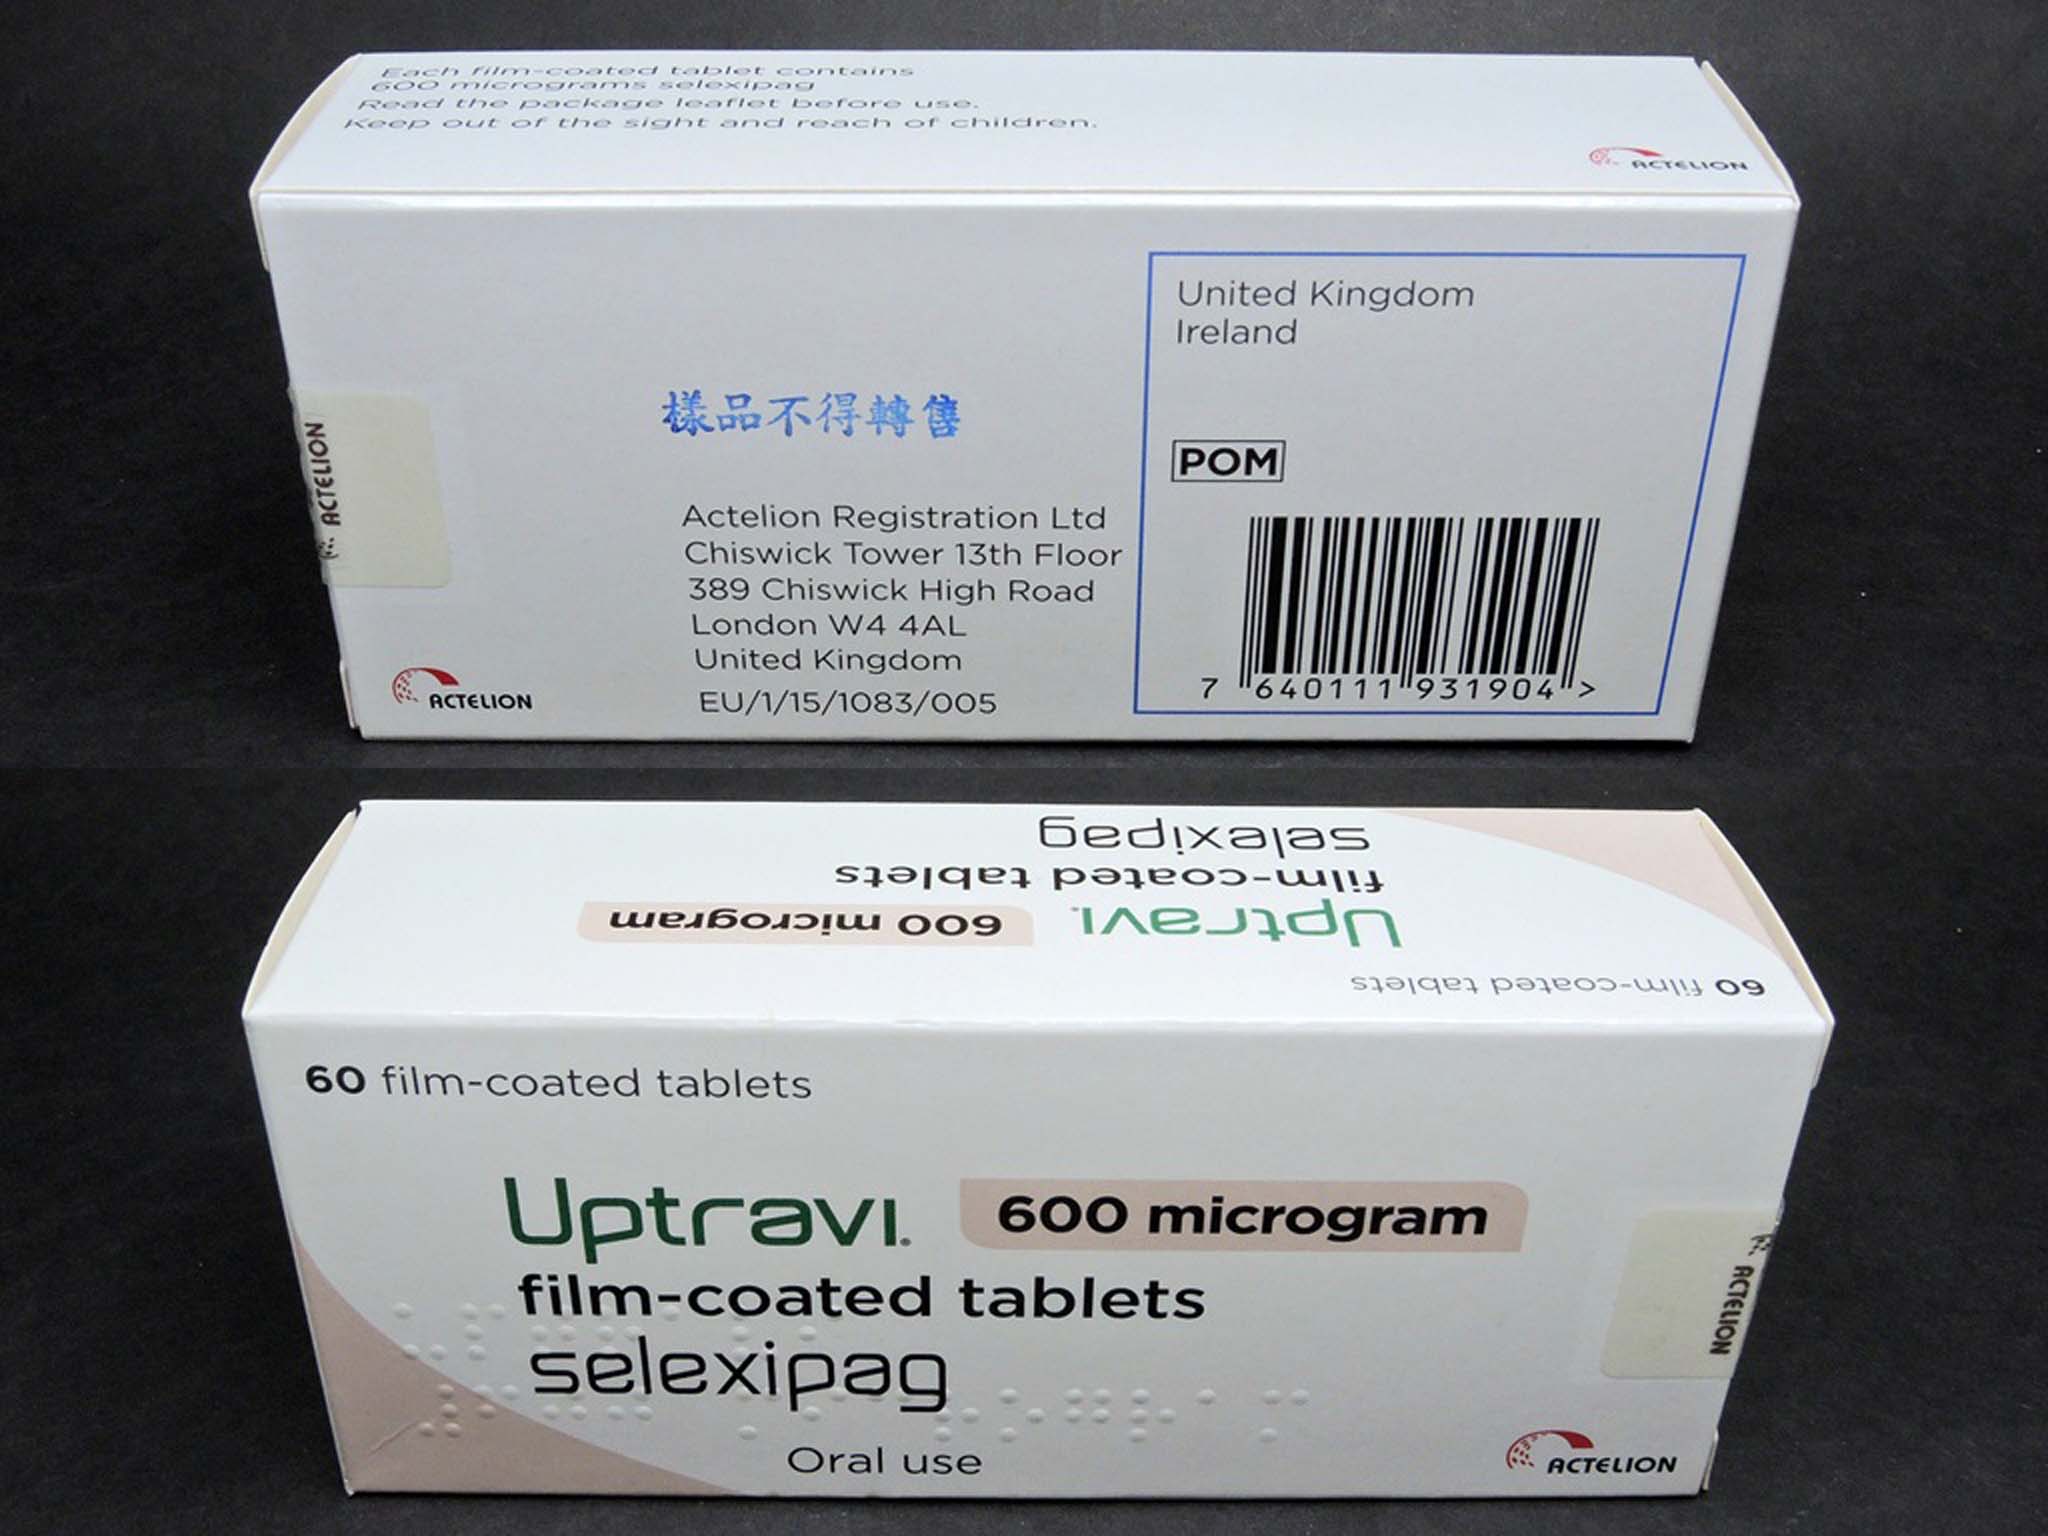 Each film-coated tablet contains
600 micrograms selexipag
Read the package leaflet before use.
Keep out of the sight and reach of children.
ACTELION
United Kingdom
Ireland
樣品不得轉售
POM
ACTELION
Actelion Registration Ltd
Chiswick Tower 13th Floor
389 Chiswick High Road
London W4 4AL
United Kingdom
EU/1/15/1083/005
ACTELION
7 640111 931904 >
selexipag
film-coated tablets
Uptravi® 600 microgram
60 film-coated tablets
60 film-coated tablets
Uptravi® 600 microgram
film-coated tablets
selexipag
Oral use
ACTELION
ACTELION